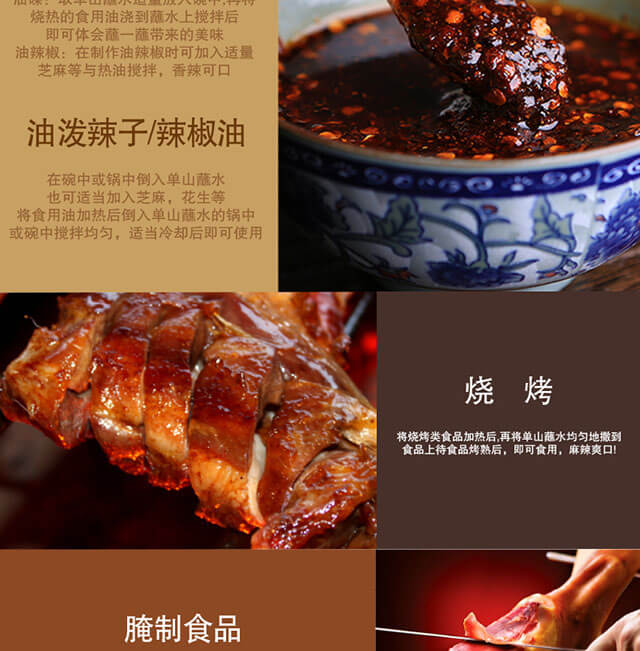 烧热的食用油浇到蘸水上搅拌后
即可体会蘸一蘸带来的美味
油辣椒：在制作油辣椒时可加入适量
芝麻等与热油搅拌，香辣可口
油泼辣子/辣椒油
在碗中或锅中倒入单山蘸水
也可适当加入芝麻，花生等
将食用油加热后倒入单山蘸水的锅中
或碗中搅拌均匀，适当冷却后即可使用
烧 烤
将烧烤类食品加热后,再将单山蘸水均匀地撒到
食品上待食品烤熟后，即可食用，麻辣爽口!
腌制食品